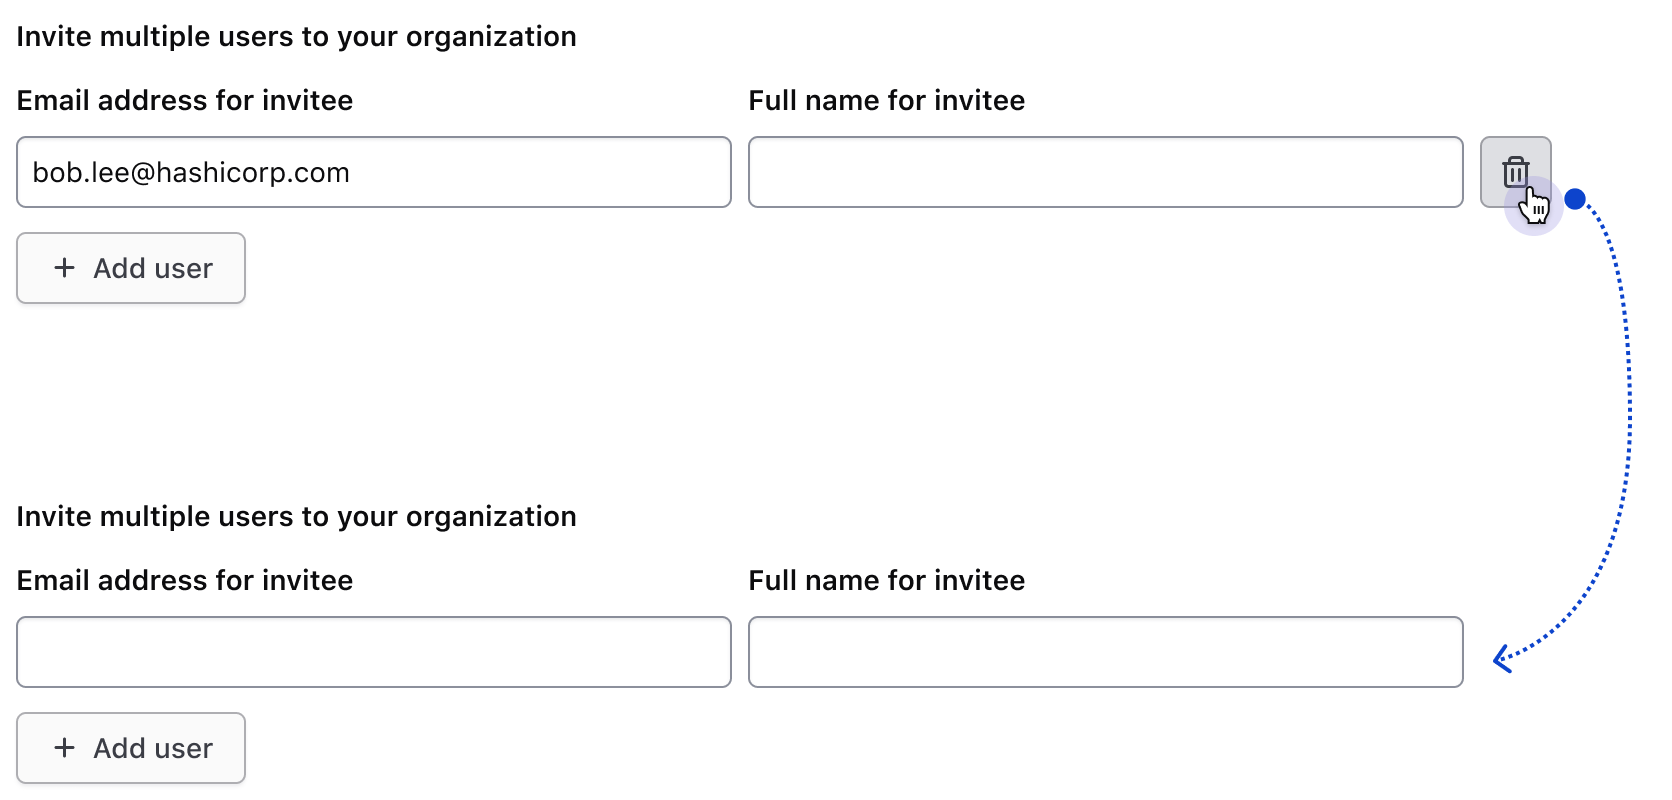 Invite multiple users to your organization
Email address for invitee
Full name for invitee
bob.lee@hashicorp.com
+ Add user
Invite multiple users to your organization
Email address for invitee
Full name for invitee
+ Add user